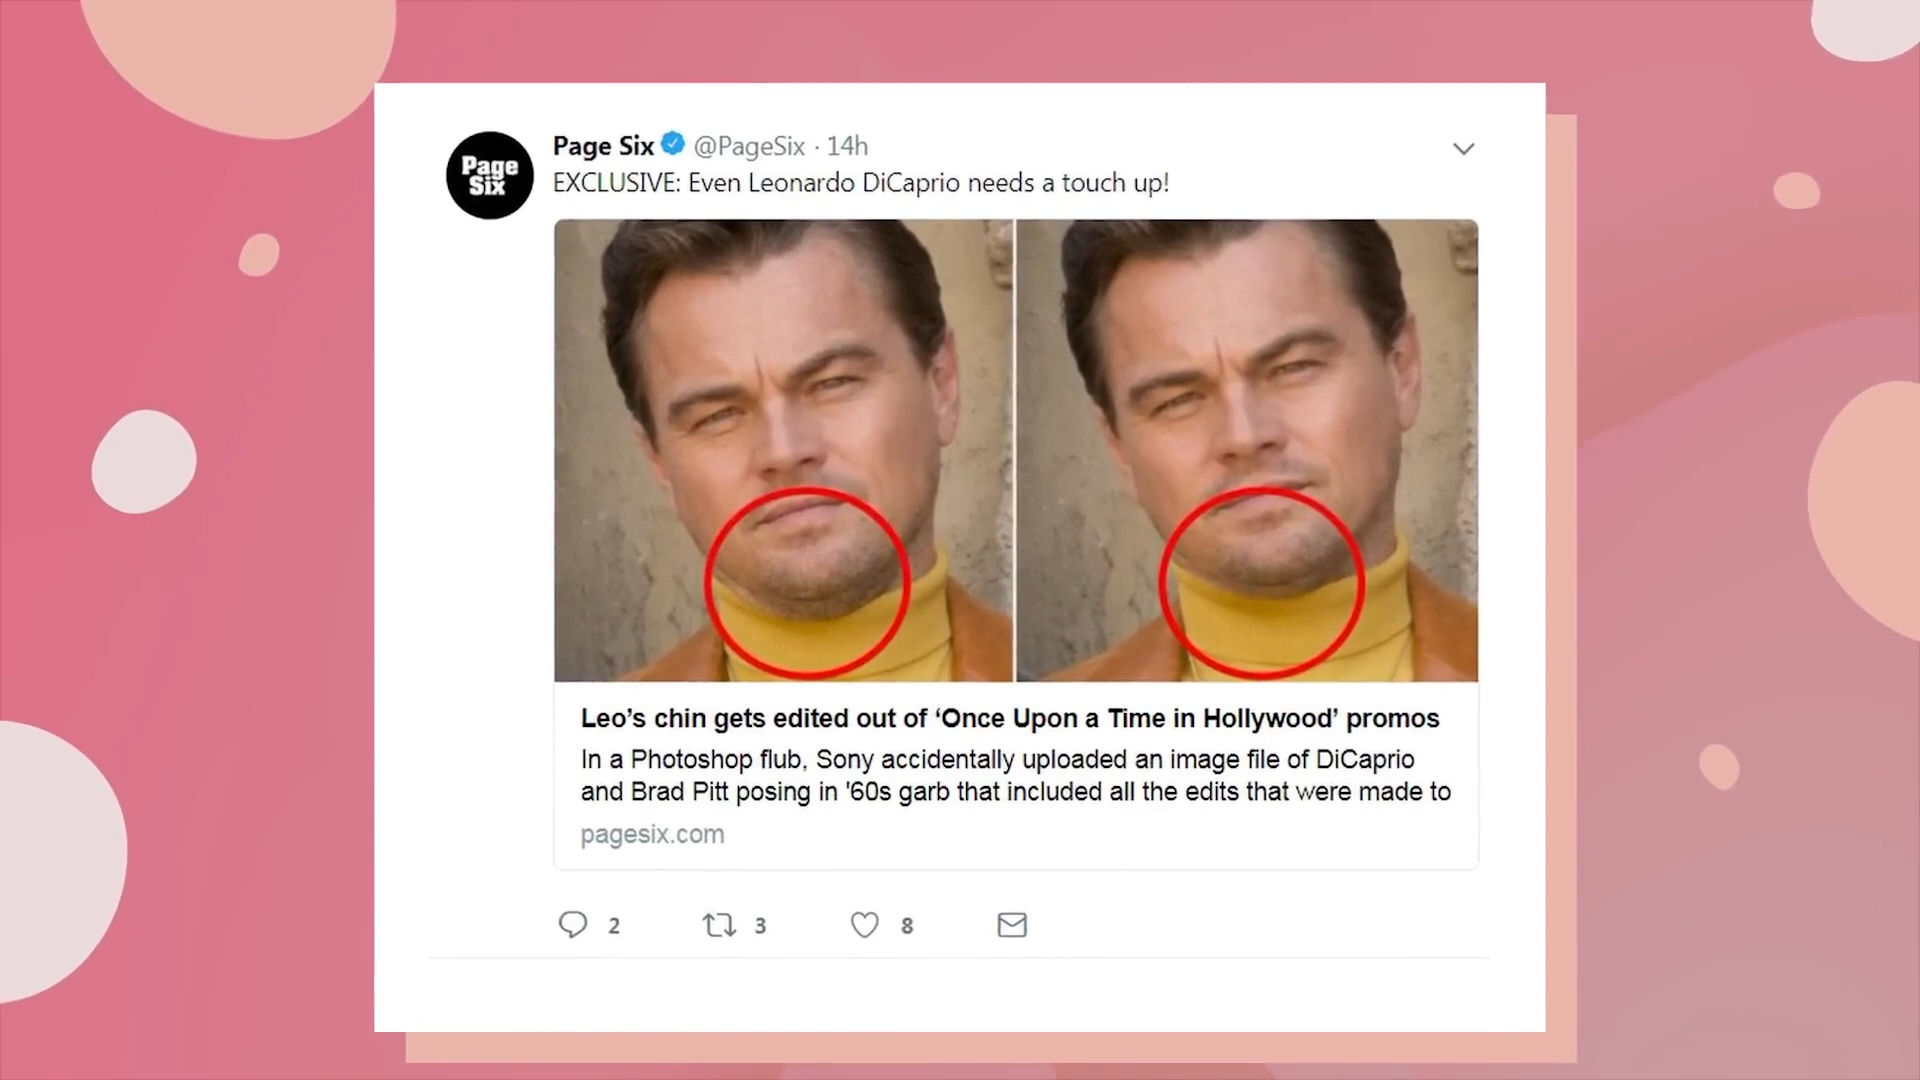 Page Six @PageSix · 14h
Page
Six
EXCLUSIVE: Even Leonardo DiCaprio needs a touch up!
Leo’s chin gets edited out of ‘Once Upon a Time in Hollywood’ promos
In a Photoshop flub, Sony accidentally uploaded an image file of DiCaprio
and Brad Pitt posing in '60s garb that included all the edits that were made to
pagesix.com
2 3 8